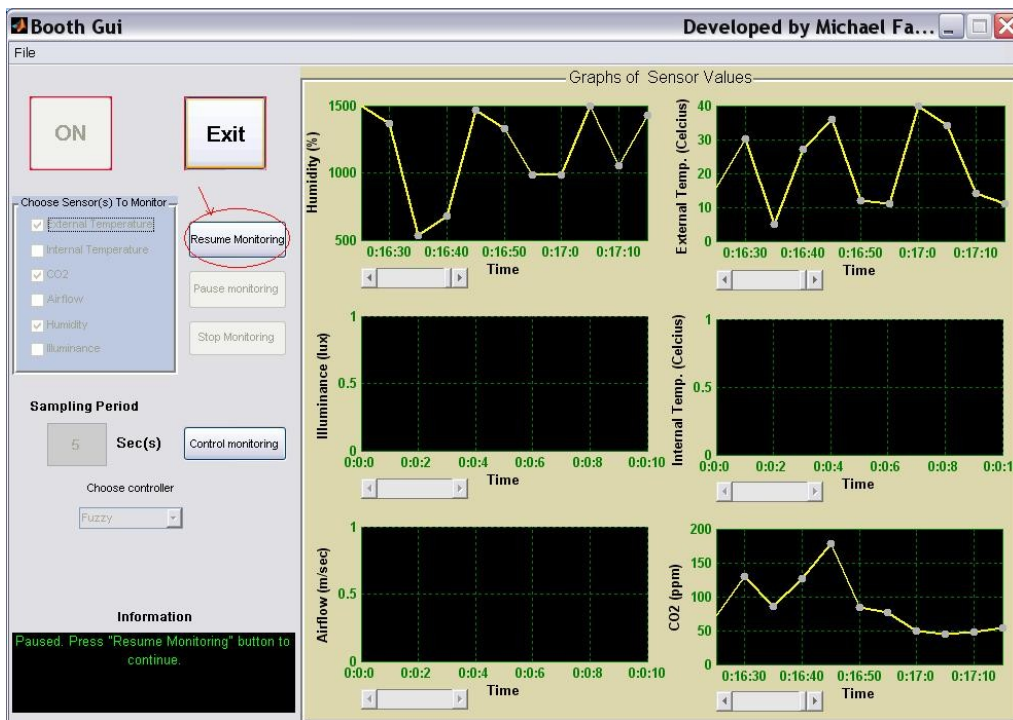 Booth Gui
Developed by Michael Fa...
File
ON
Exit
Choose Sensor(s) To Monitor
External Temperature
Internal Temperature
CO2
Airflow
Humidity
Illuminance
Resume Monitoring
Pause monitoring
Stop Monitoring
Sampling Period
5
Sec(s)
Control monitoring
Choose controller
Fuzzy
Information
Paused. Press "Resume Monitoring" button to
continue.
Graphs of Sensor Values
Humidity (%)
1500
1000
500
0:16:30 0:16:40 0:16:50 0:17:0 0:17:10
Time
External Temp. (Celcius)
40
30
20
10
0
0:16:30 0:16:40 0:16:50 0:17:0 0:17:10
Time
Illuminance (lux)
1
0.5
0
0:0:0 0:0:2 0:0:4 0:0:6 0:0:8 0:0:10
Time
Internal Temp. (Celcius)
1
0.5
0
0:0:0 0:0:2 0:0:4 0:0:6 0:0:8 0:0:1
Time
Airflow (m/sec)
1
0.5
0
0:0:0 0:0:2 0:0:4 0:0:6 0:0:8 0:0:10
Time
CO2 (ppm)
200
150
100
50
0
0:16:30 0:16:40 0:16:50 0:17:0 0:17:10
Time